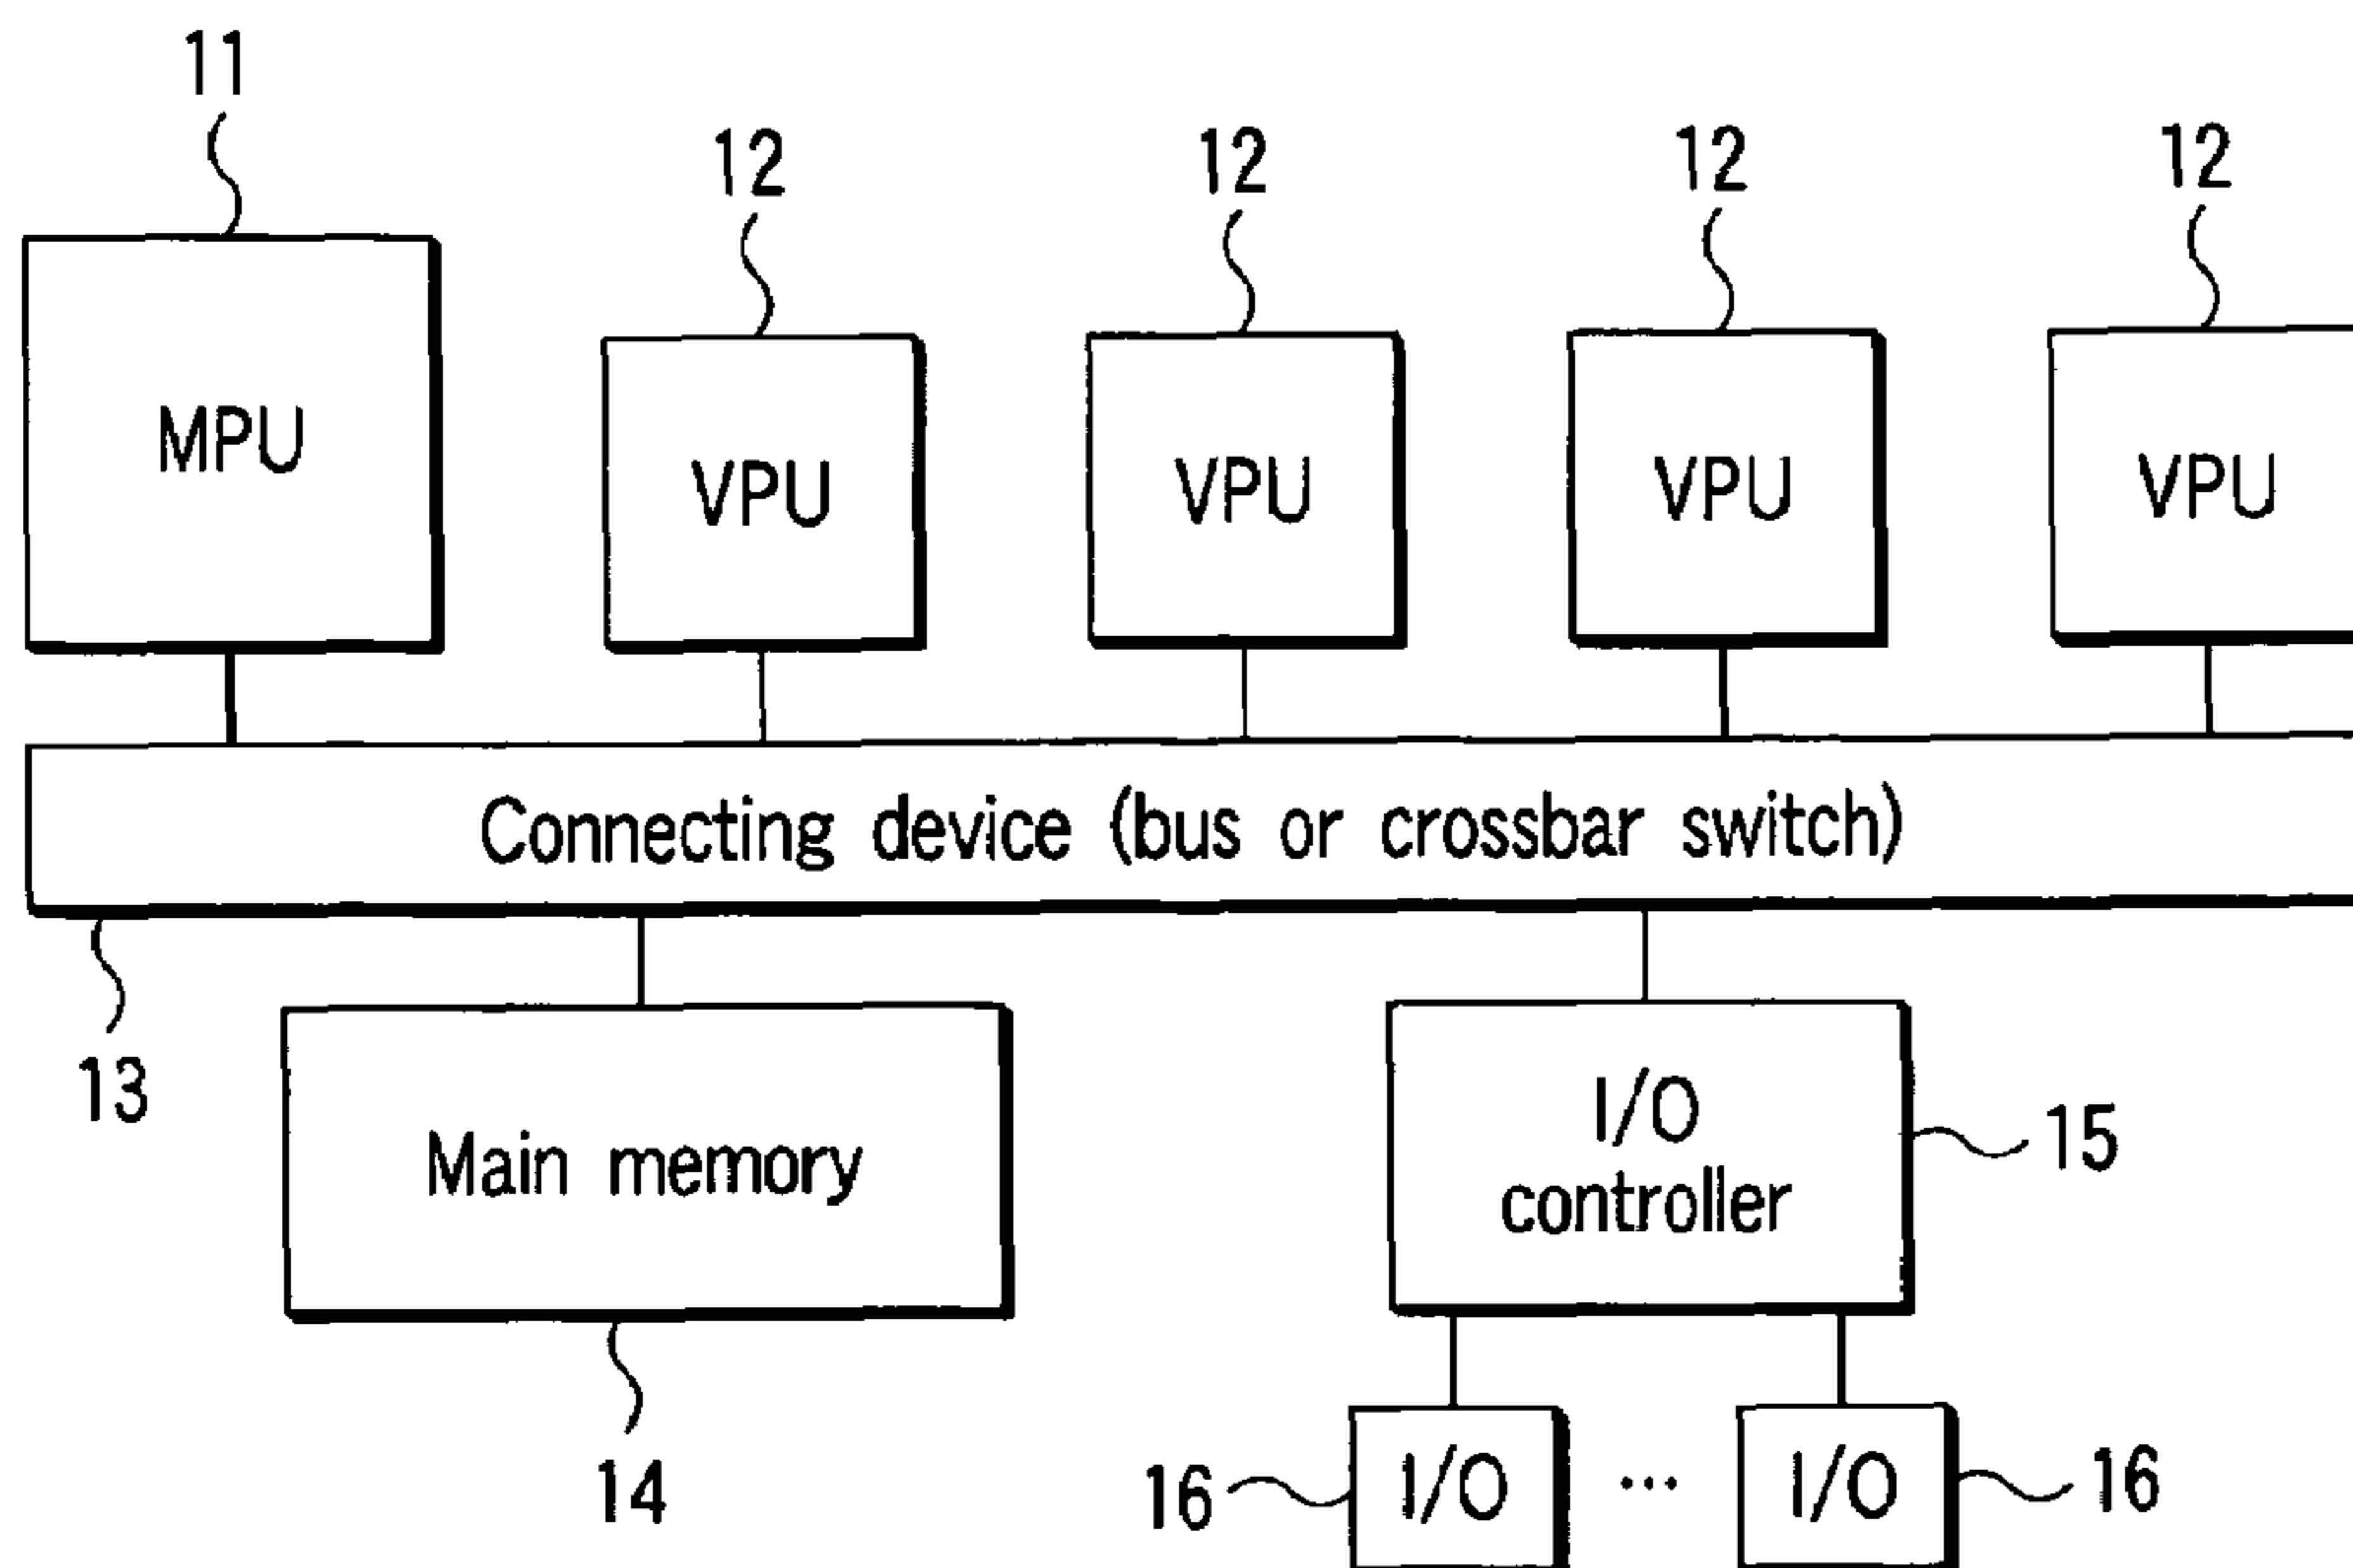 11
12
12
12
12
MPU
VPU
VPU
VPU
VPU
Connecting device (bus or crossbar switch)
13
Main memory
I/O
controller
15
14
16
I/O
...
I/O
16